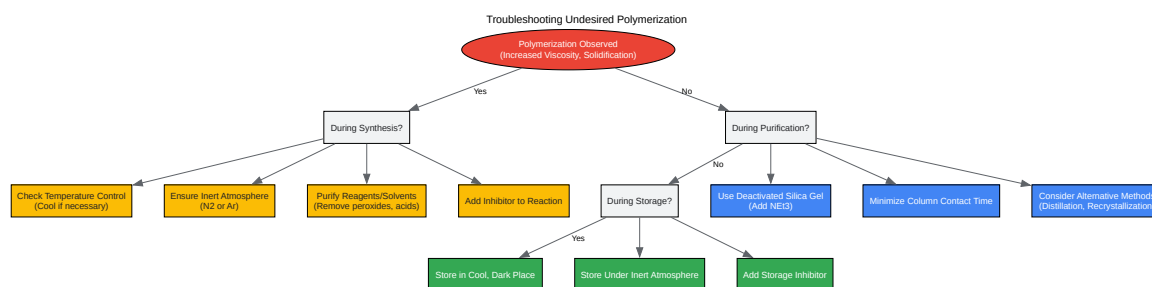 Troubleshooting Undesired Polymerization
Polymerization Observed
(Increased Viscosity, Solidification)
Yes
No
During Synthesis?
During Purification?
No
Check Temperature Control
(Cool if necessary)
Ensure Inert Atmosphere
(N2 or Ar)
Purify Reagents/Solvents
(Remove peroxides, acids)
Add Inhibitor to Reaction
During Storage?
Use Deactivated Silica Gel
(Add NEt3)
Minimize Column Contact Time
Consider Alternative Methods
(Distillation, Recrystallization
Yes
Store in Cool, Dark Place
Store Under Inert Atmosphere
Add Storage Inhibitor